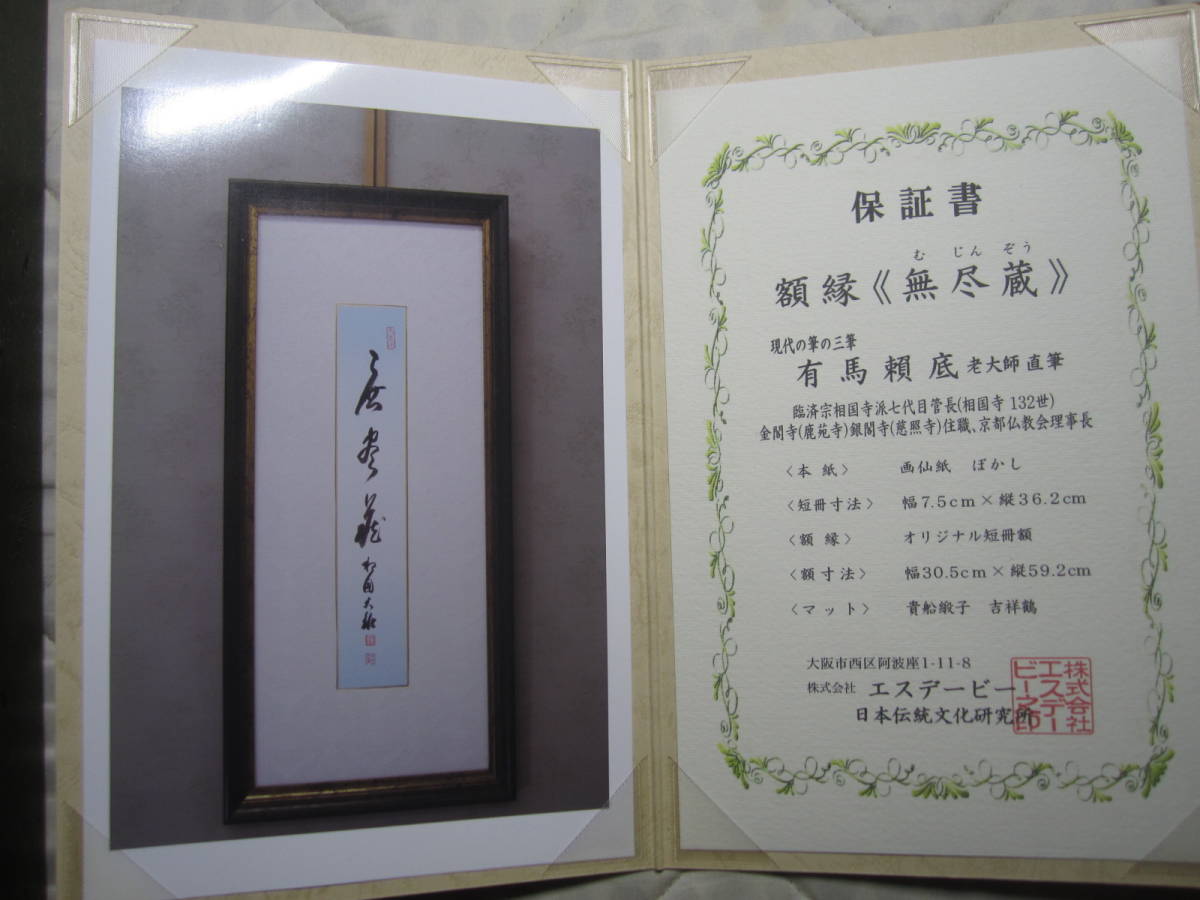 無尽蔵
保証書
む じん ぞう
額縁《無尽蔵》
現代の筆の三筆
有馬賴底老大師 直筆
臨済宗相国寺派七代目管長(相国寺 132世)
金閣寺(鹿苑寺)銀閣寺(慈照寺)住職、京都仏教会理事長
〈本紙〉 画仙紙 ぼかし
〈短冊寸法〉 幅7.5cm×縦36.2cm
〈額縁〉 オリジナル短冊額
〈額寸法〉 幅30.5cm×縦59.2cm
〈マット〉 貴船緞子 吉祥鶴
大阪市西区阿波座1-11-8
株式会社 エスデービー
日本伝統文化研究所
株式会社
エスデー
ビー之印